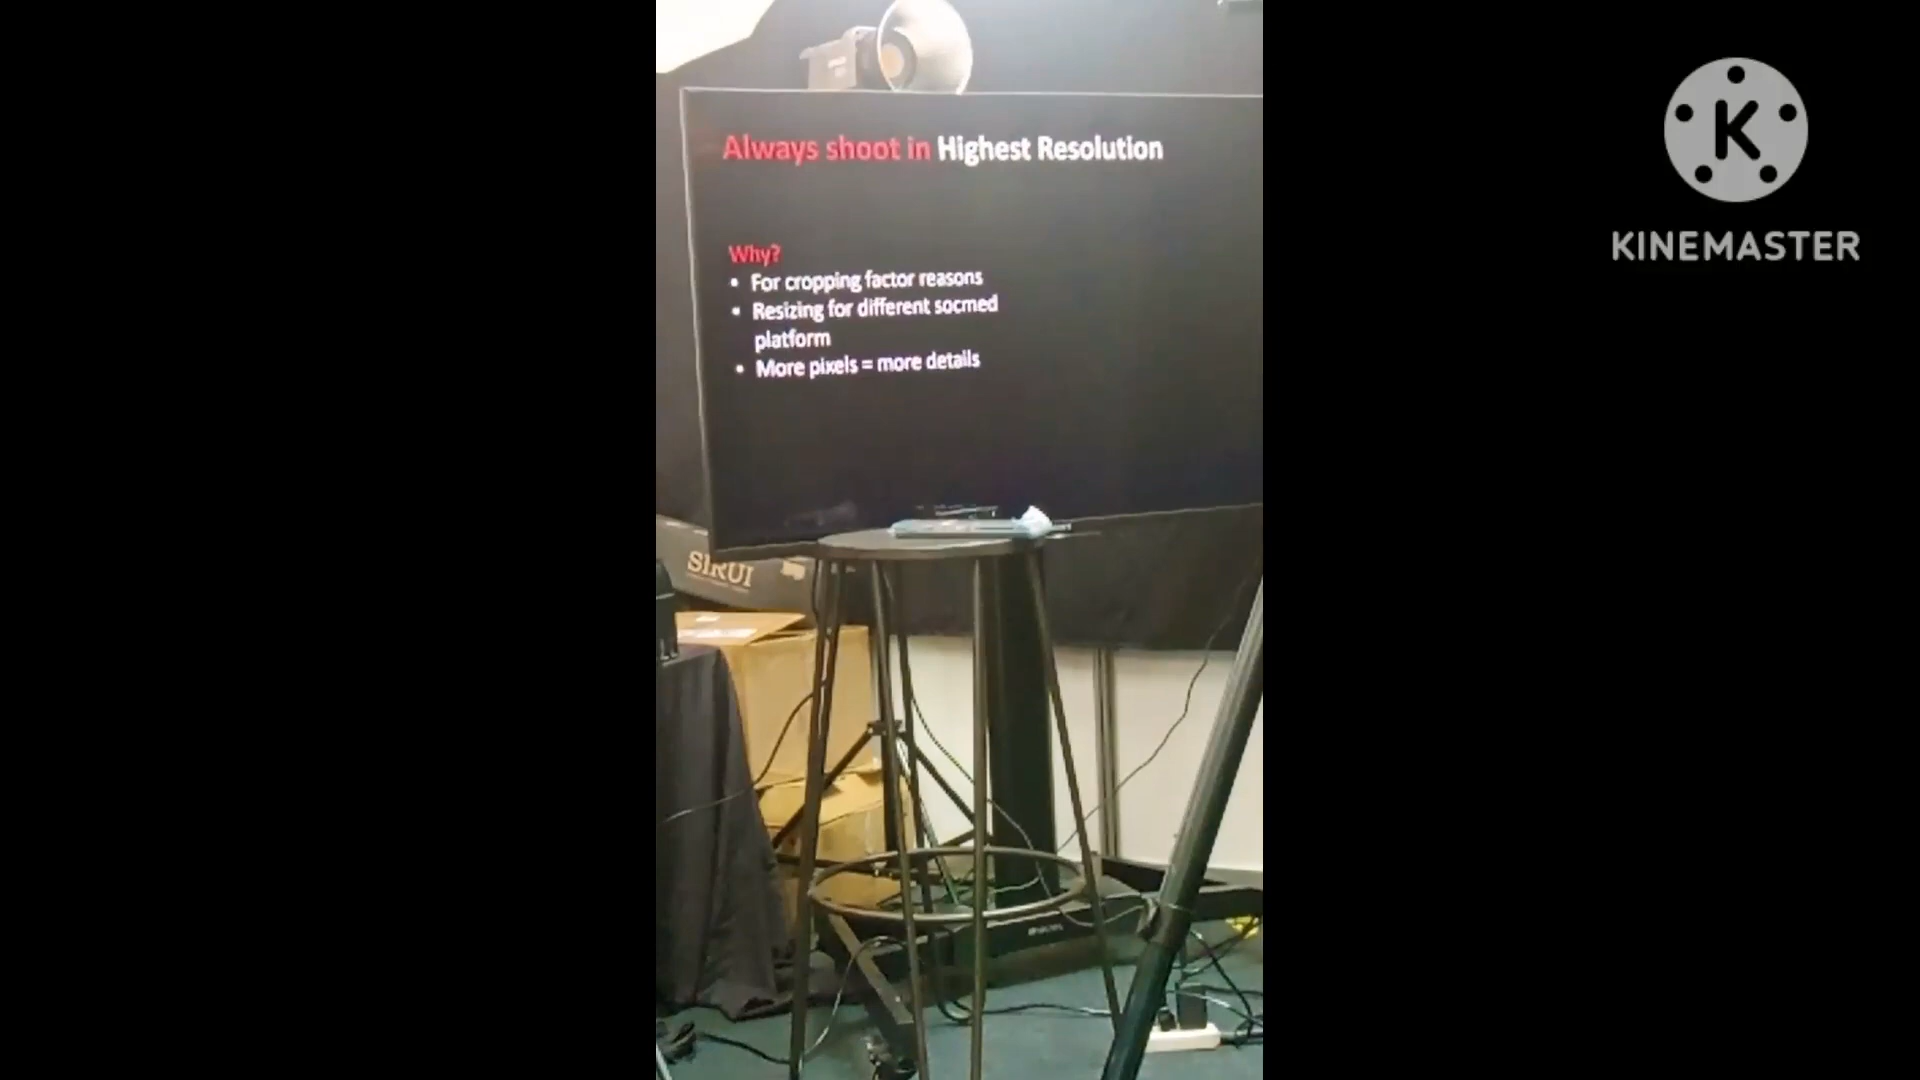 Always shoot in Highest Resolution
Why?
• For cropping factor reasons
• Resizing for different socmed
platform
• More pixels = more details
SIRUI
K
KINEMASTER